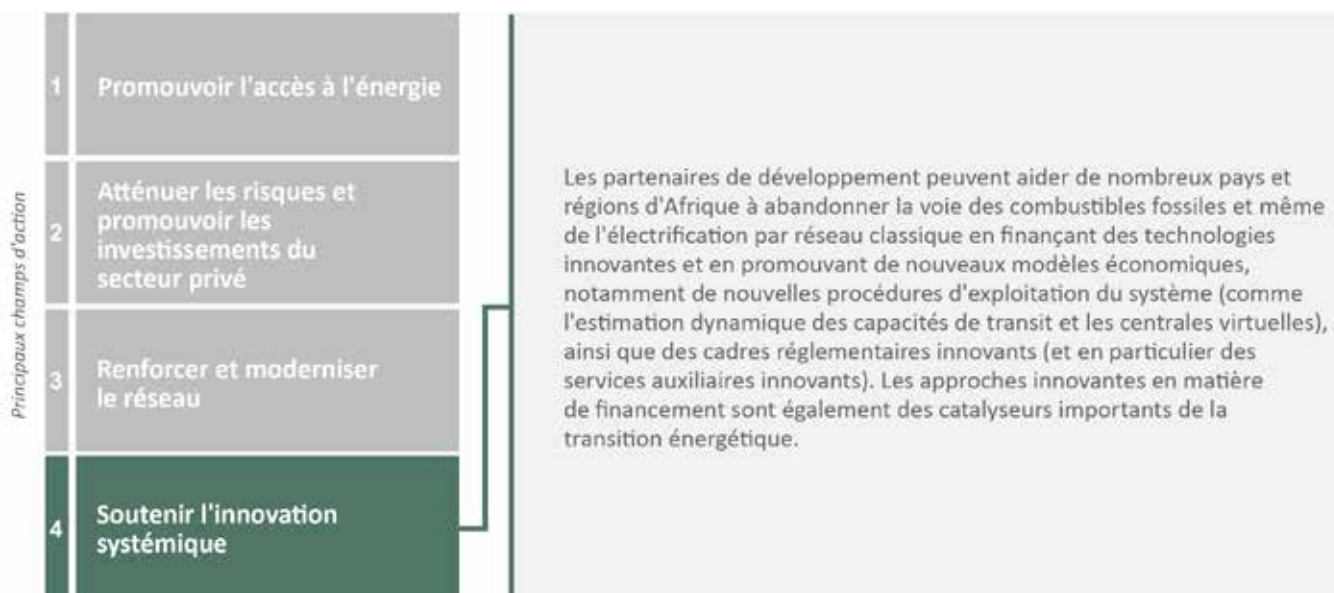 Principaux champs d'action
1
Promouvoir l'accès à l'énergie
2
Atténuer les risques et
promouvoir les
investissements du
secteur privé
3
Renforcer et moderniser
le réseau
4
Soutenir l'innovation
systémique
Les partenaires de développement peuvent aider de nombreux pays et
régions d'Afrique à abandonner la voie des combustibles fossiles et même
de l'électrification par réseau classique en finançant des technologies
innovantes et en promouvant de nouveaux modèles économiques,
notamment de nouvelles procédures d'exploitation du système (comme
l'estimation dynamique des capacités de transit et les centrales virtuelles),
ainsi que des cadres réglementaires innovants (et en particulier des
services auxiliaires innovants). Les approches innovantes en matière
de financement sont également des catalyseurs importants de la
transition énergétique.